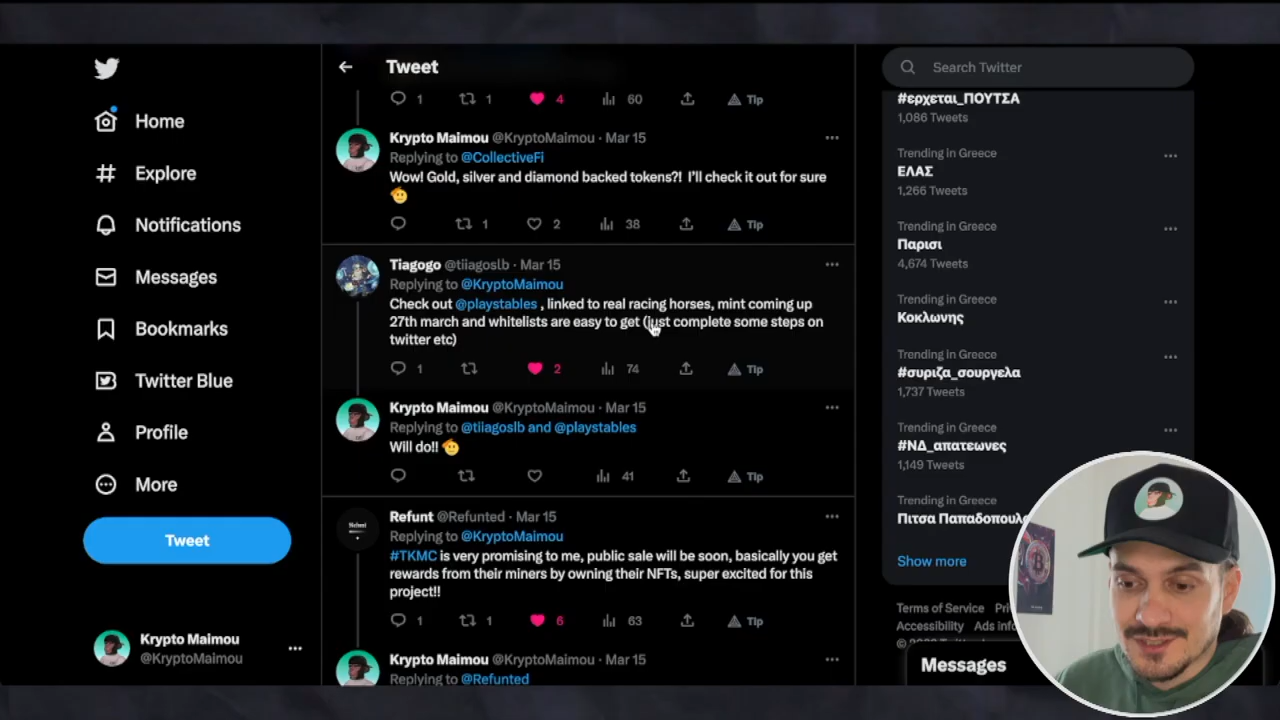 Home
Explore
Notifications
Messages
Bookmarks
Twitter Blue
Profile
More
Tweet
Krypto Maimou
@KryptoMaimou
Tweet
1 1 4 60 Tip
Krypto Maimou @KryptoMaimou · Mar 15
Replying to @CollectiveFi
Wow! Gold, silver and diamond backed tokens?! I'll check it out for sure
1 2 38 Tip
Tiagogo @tiiagoslb · Mar 15
Replying to @KryptoMaimou
Check out @playstables , linked to real racing horses, mint coming up
27th march and whitelists are easy to get (just complete some steps on
twitter etc)
1 2 74 Tip
Krypto Maimou @KryptoMaimou · Mar 15
Replying to @tiiagoslb and @playstables
Will do!!
41 Tip
Refunt @Refunted · Mar 15
Replying to @KryptoMaimou
#TKMC is very promising to me, public sale will be soon, basically you get
rewards from their miners by owning their NFTs, super excited for this
project!!
1 1 6 63 Tip
Krypto Maimou @KryptoMaimou · Mar 15
Replying to @Refunted
Search Twitter
#ερχεται_ΠΟΥΤΣΑ
1,086 Tweets
Trending in Greece
ΕΛΑΣ
1,266 Tweets
Trending in Greece
Παρισι
4,674 Tweets
Trending in Greece
Κοκλωνης
Trending in Greece
#συριζα_σουργελα
1,737 Tweets
Trending in Greece
#ΝΔ_απατεωνες
1,149 Tweets
Trending in Greece
Πιτσα Παπαδοπουλο
Show more
Terms of Service Pri
Accessibility Ads info
Messages